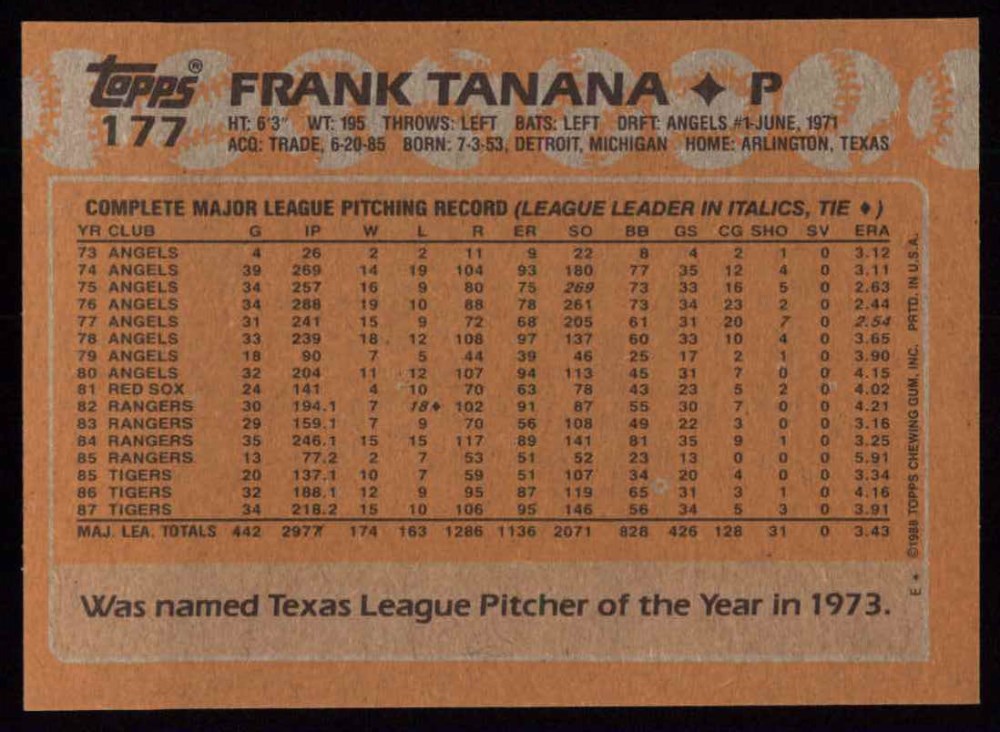 Topps®
177
FRANK TANANA ✦ P
HT: 6'3" WT: 195 THROWS: LEFT BATS: LEFT DRFT: ANGELS #1-JUNE, 1971
ACQ: TRADE, 6-20-85 BORN: 7-3-53, DETROIT, MICHIGAN HOME: ARLINGTON, TEXAS
COMPLETE MAJOR LEAGUE PITCHING RECORD (LEAGUE LEADER IN ITALICS, TIE ♦)
YR CLUB G IP W L R ER SO BB GS CG SHO SV ERA
73 ANGELS 4 26 2 2 11 9 22 8 4 2 1 0 3.12
74 ANGELS 39 269 14 19 104 93 180 77 35 12 4 0 3.11
75 ANGELS 34 257 16 9 80 75 269 73 33 16 5 0 2.63
76 ANGELS 34 288 19 10 88 78 261 73 34 23 2 0 2.44
77 ANGELS 31 241 15 9 72 68 205 61 31 20 7 0 2.54
78 ANGELS 33 239 18 12 108 97 137 60 33 10 4 0 3.65
79 ANGELS 18 90 7 5 44 39 46 25 17 2 1 0 3.90
80 ANGELS 32 204 11 12 107 94 113 45 31 7 0 0 4.15
81 RED SOX 24 141 4 10 70 63 78 43 23 5 2 0 4.02
82 RANGERS 30 194.1 7 18♦ 102 91 87 55 30 7 0 0 4.21
83 RANGERS 29 159.1 7 9 70 56 108 49 22 3 0 0 3.16
84 RANGERS 35 246.1 15 15 117 89 141 81 35 9 1 0 3.25
85 RANGERS 13 77.2 2 7 53 51 52 23 13 0 0 0 5.91
85 TIGERS 20 137.1 10 7 59 51 107 34 20 4 0 0 3.34
86 TIGERS 32 188.1 12 9 95 87 119 65 31 3 1 0 4.16
87 TIGERS 34 218.2 15 10 106 95 146 56 34 5 3 0 3.91
MAJ. LEA. TOTALS 442 2977 174 163 1286 1136 2071 828 426 128 31 0 3.43
Was named Texas League Pitcher of the Year in 1973.
E * ©1988 TOPPS CHEWING GUM, INC. PRTD. IN U.S.A.